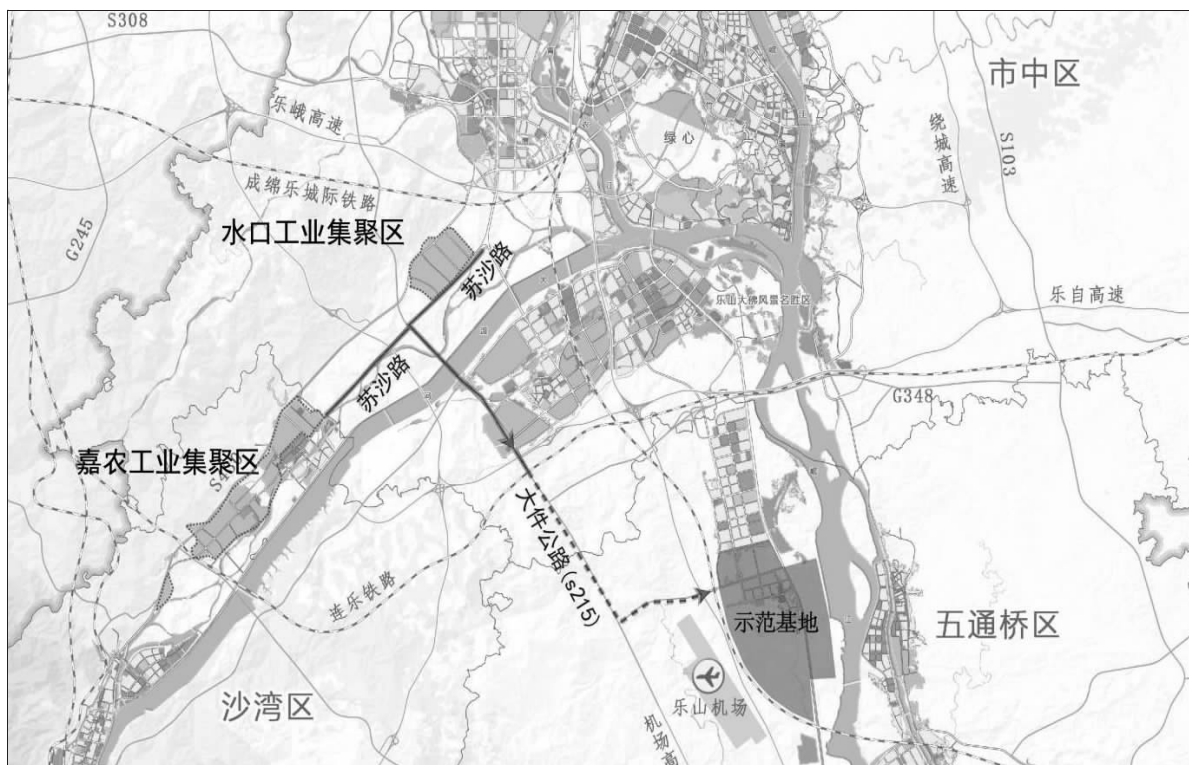 S308
市中区
乐峨高速
绕城高速
S103
绿心
成绵乐城际铁路
G245
水口工业集聚区
苏沙路
乐山大佛风景名胜区
乐自高速
苏沙路
G348
嘉农工业集聚区
大件公路(s215)
连乐铁路
示范基地
五通桥区
沙湾区
乐山机场
机场高